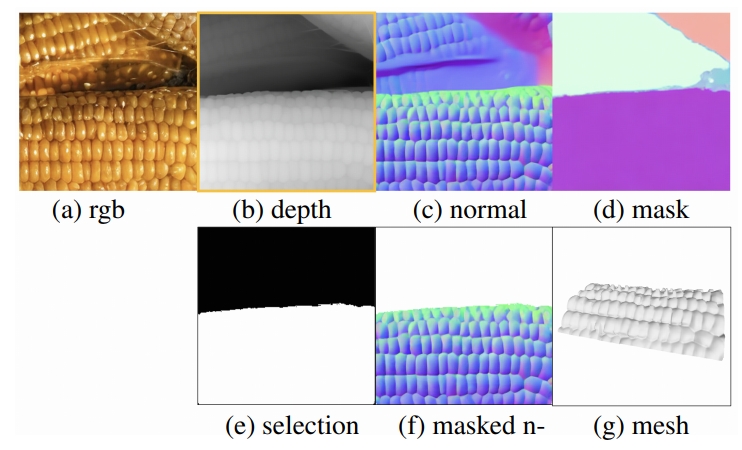 (a) rgb (b) depth (c) normal (d) mask
(e) selection (f) masked n- (g) mesh